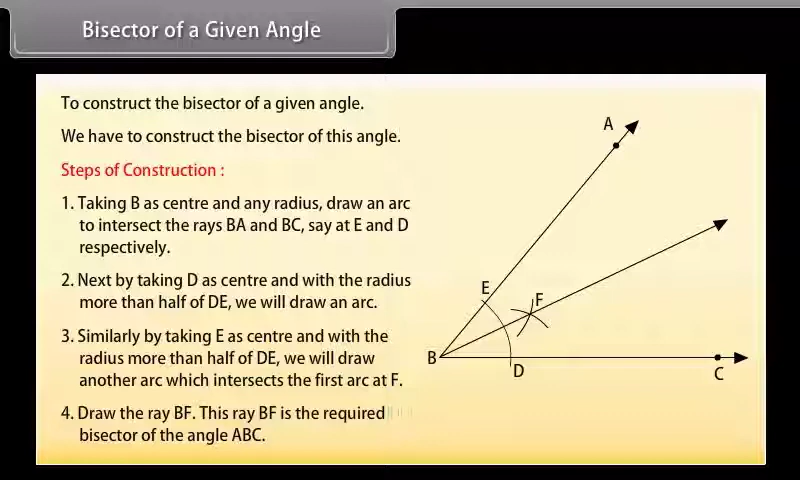 Bisector of a Given Angle
To construct the bisector of a given angle.
We have to construct the bisector of this angle.
Steps of Construction :
1. Taking B as centre and any radius, draw an arc
to intersect the rays BA and BC, say at E and D
respectively.
2. Next by taking D as centre and with the radius
more than half of DE, we will draw an arc.
3. Similarly by taking E as centre and with the
radius more than half of DE, we will draw
another arc which intersects the first arc at F.
4. Draw the ray BF. This ray BF is the required
bisector of the angle ABC.
A
E
F
B
D
C